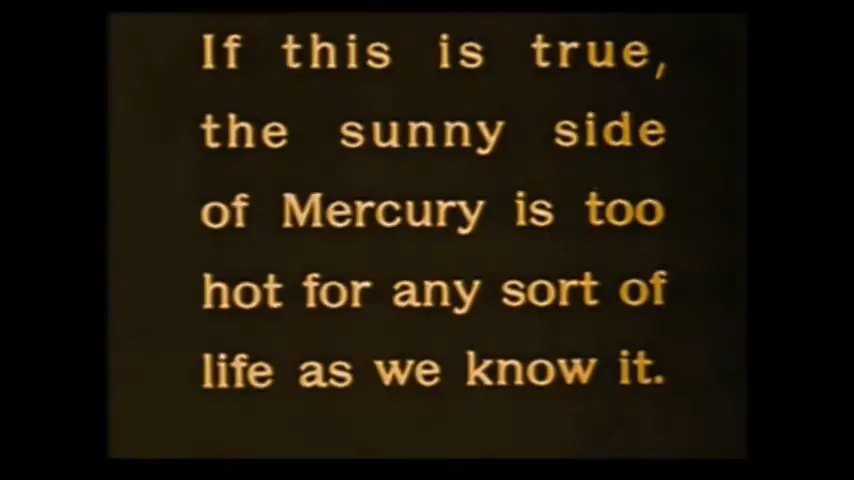 If this is true,
the sunny side
of Mercury is too
hot for any sort of
life as we know it.